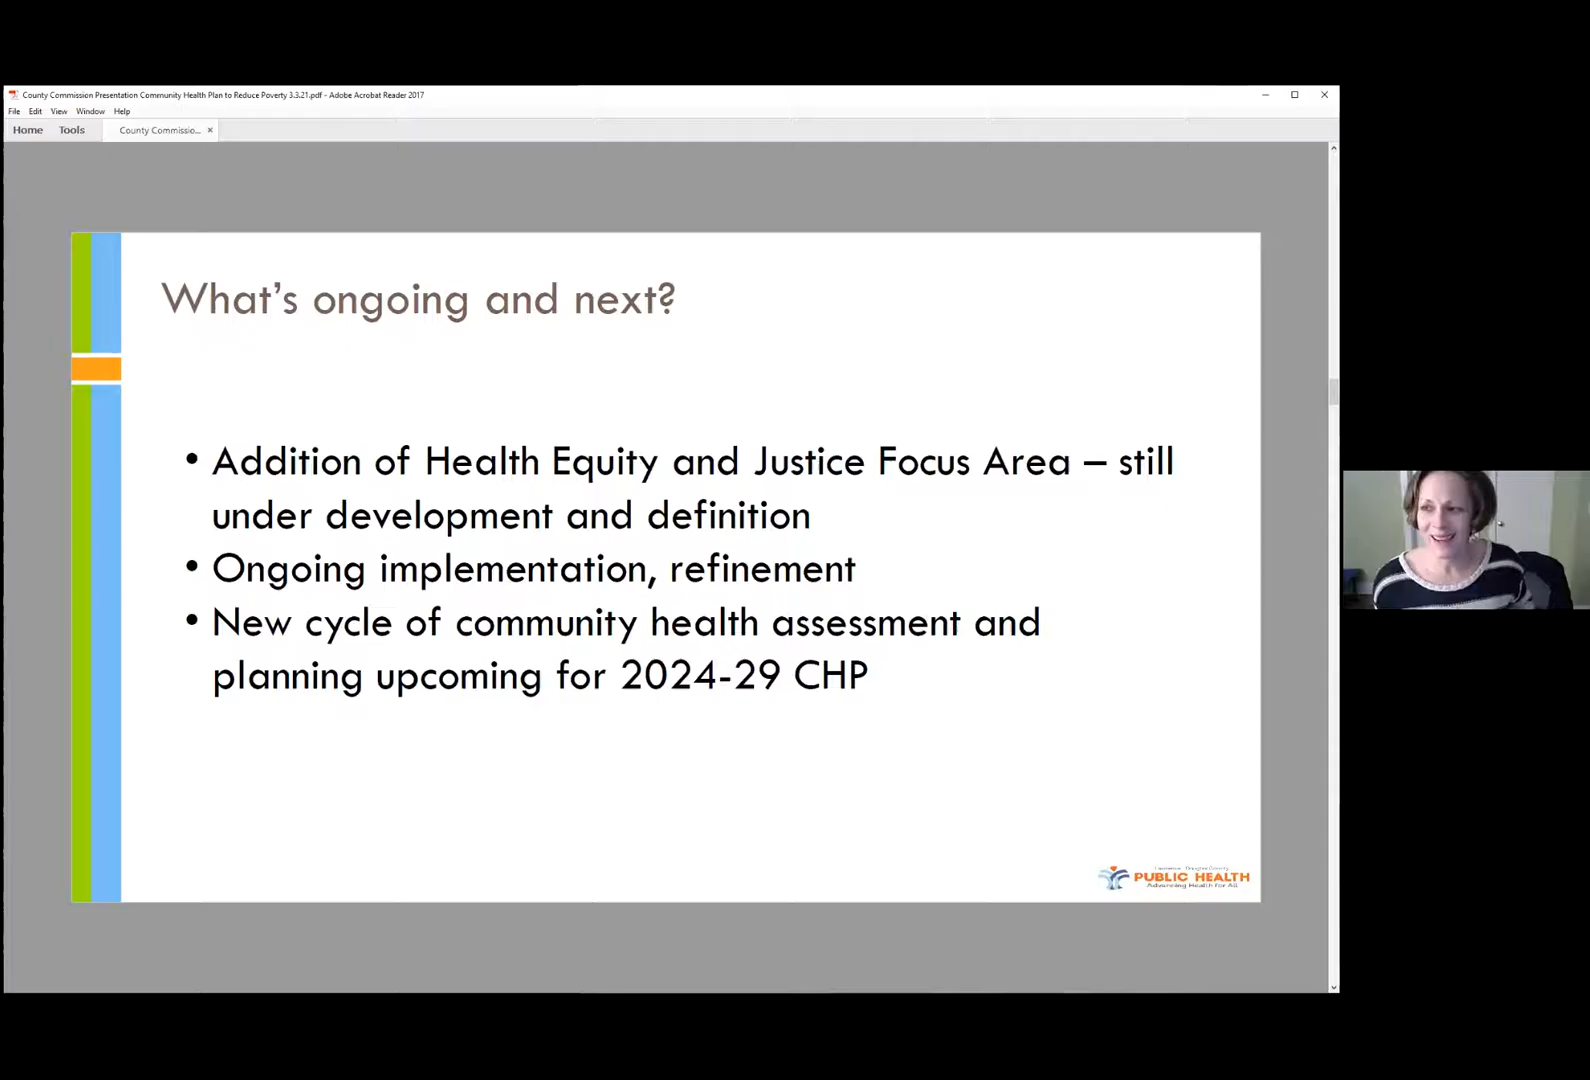 County Commission Presentation Community Health Plan to Reduce Poverty 3.3.21.pdf - Adobe Acrobat Reader 2017
File Edit View Window Help
Home Tools County Commissio... ×
What's ongoing and next?
• Addition of Health Equity and Justice Focus Area – still
under development and definition
• Ongoing implementation, refinement
• New cycle of community health assessment and
planning upcoming for 2024-29 CHP
Lawrence · Douglas County
PUBLIC HEALTH
Advancing Health for All